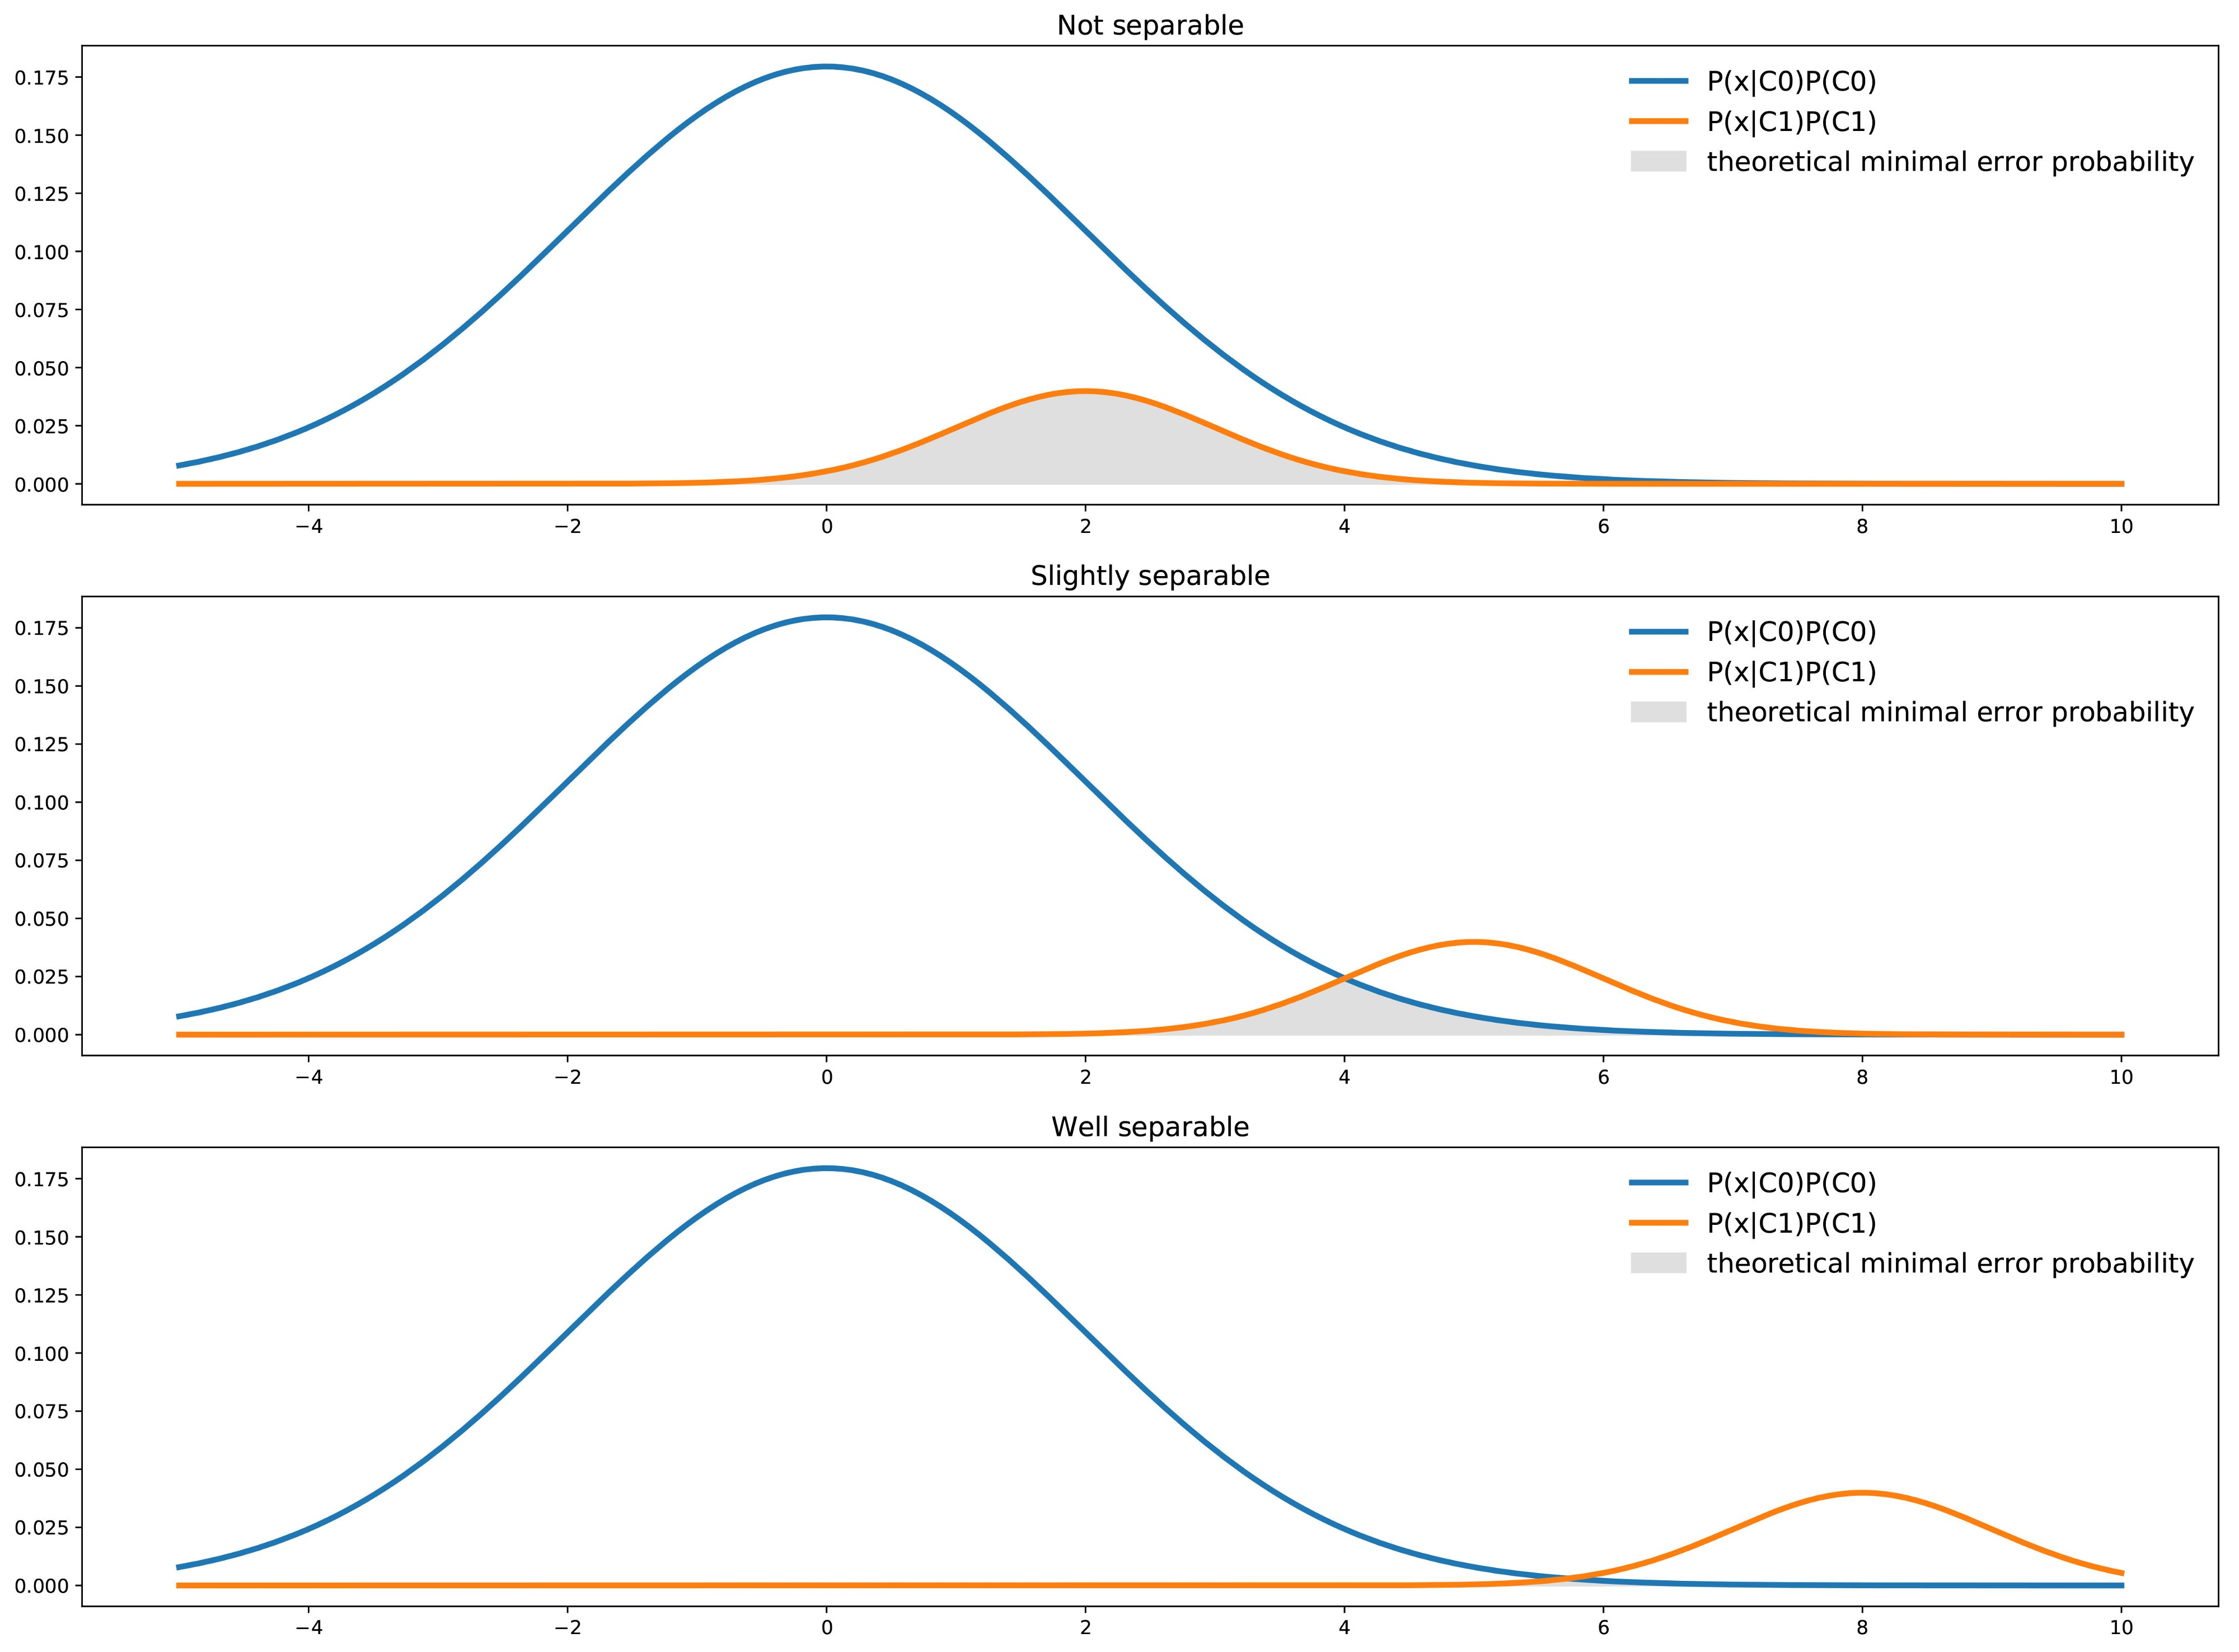 Not separable
0.175
0.150
0.125
0.100
0.075
0.050
0.025
0.000
−4 −2 0 2 4 6 8 10
P(x|C0)P(C0)
P(x|C1)P(C1)
theoretical minimal error probability
Slightly separable
0.175
0.150
0.125
0.100
0.075
0.050
0.025
0.000
−4 −2 0 2 4 6 8 10
P(x|C0)P(C0)
P(x|C1)P(C1)
theoretical minimal error probability
Well separable
0.175
0.150
0.125
0.100
0.075
0.050
0.025
0.000
−4 −2 0 2 4 6 8 10
P(x|C0)P(C0)
P(x|C1)P(C1)
theoretical minimal error probability